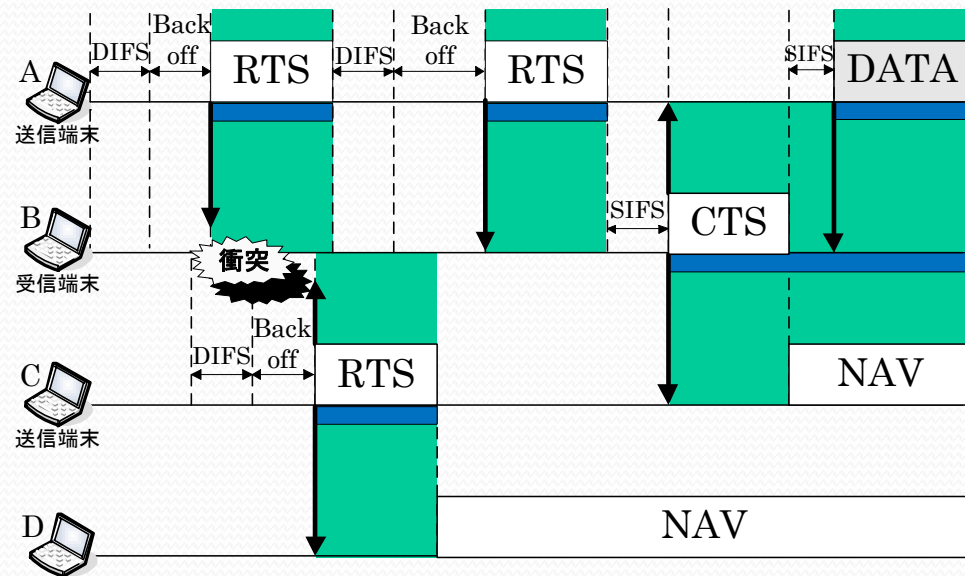 DIFS
Back
off
RTS
DIFS
Back
off
RTS
SIFS
DATA
A
送信端末
B
受信端末
SIFS
CTS
衝突
DIFS
Back
off
RTS
NAV
C
送信端末
D
NAV